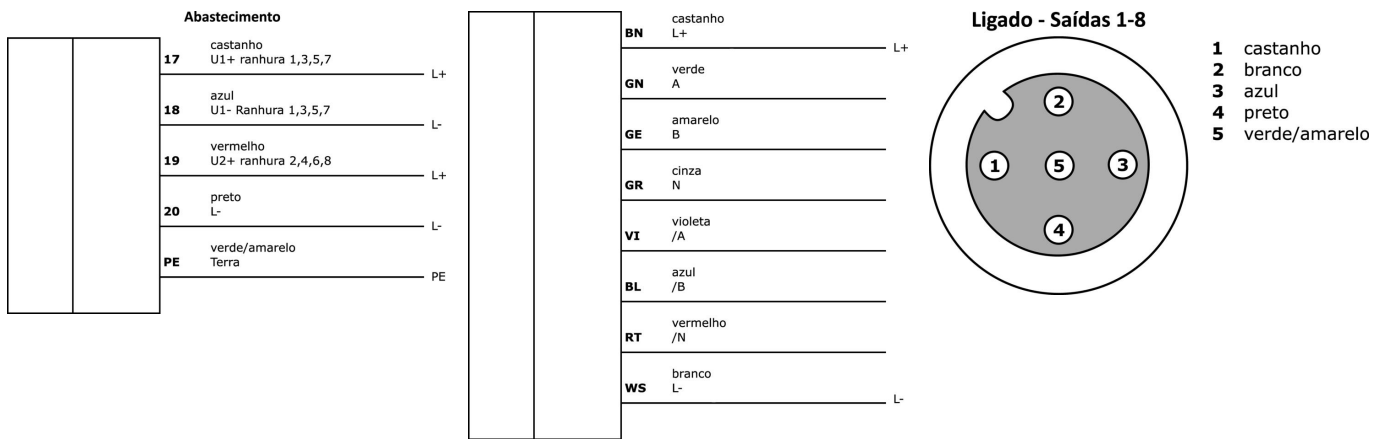 Abastecimento
castanho
17 U1+ ranhura 1,3,5,7
L+
azul
18 U1- Ranhura 1,3,5,7
L-
vermelho
19 U2+ ranhura 2,4,6,8
L+
preto
20 L-
L-
verde/amarelo
PE Terra
PE
castanho
BN L+
L+
verde
GN A
amarelo
GE B
cinza
GR N
violeta
VI /A
azul
BL /B
vermelho
RT /N
branco
WS L-
L-
Ligado - Saídas 1-8
2
1 5 3
4
1 castanho
2 branco
3 azul
4 preto
5 verde/amarelo